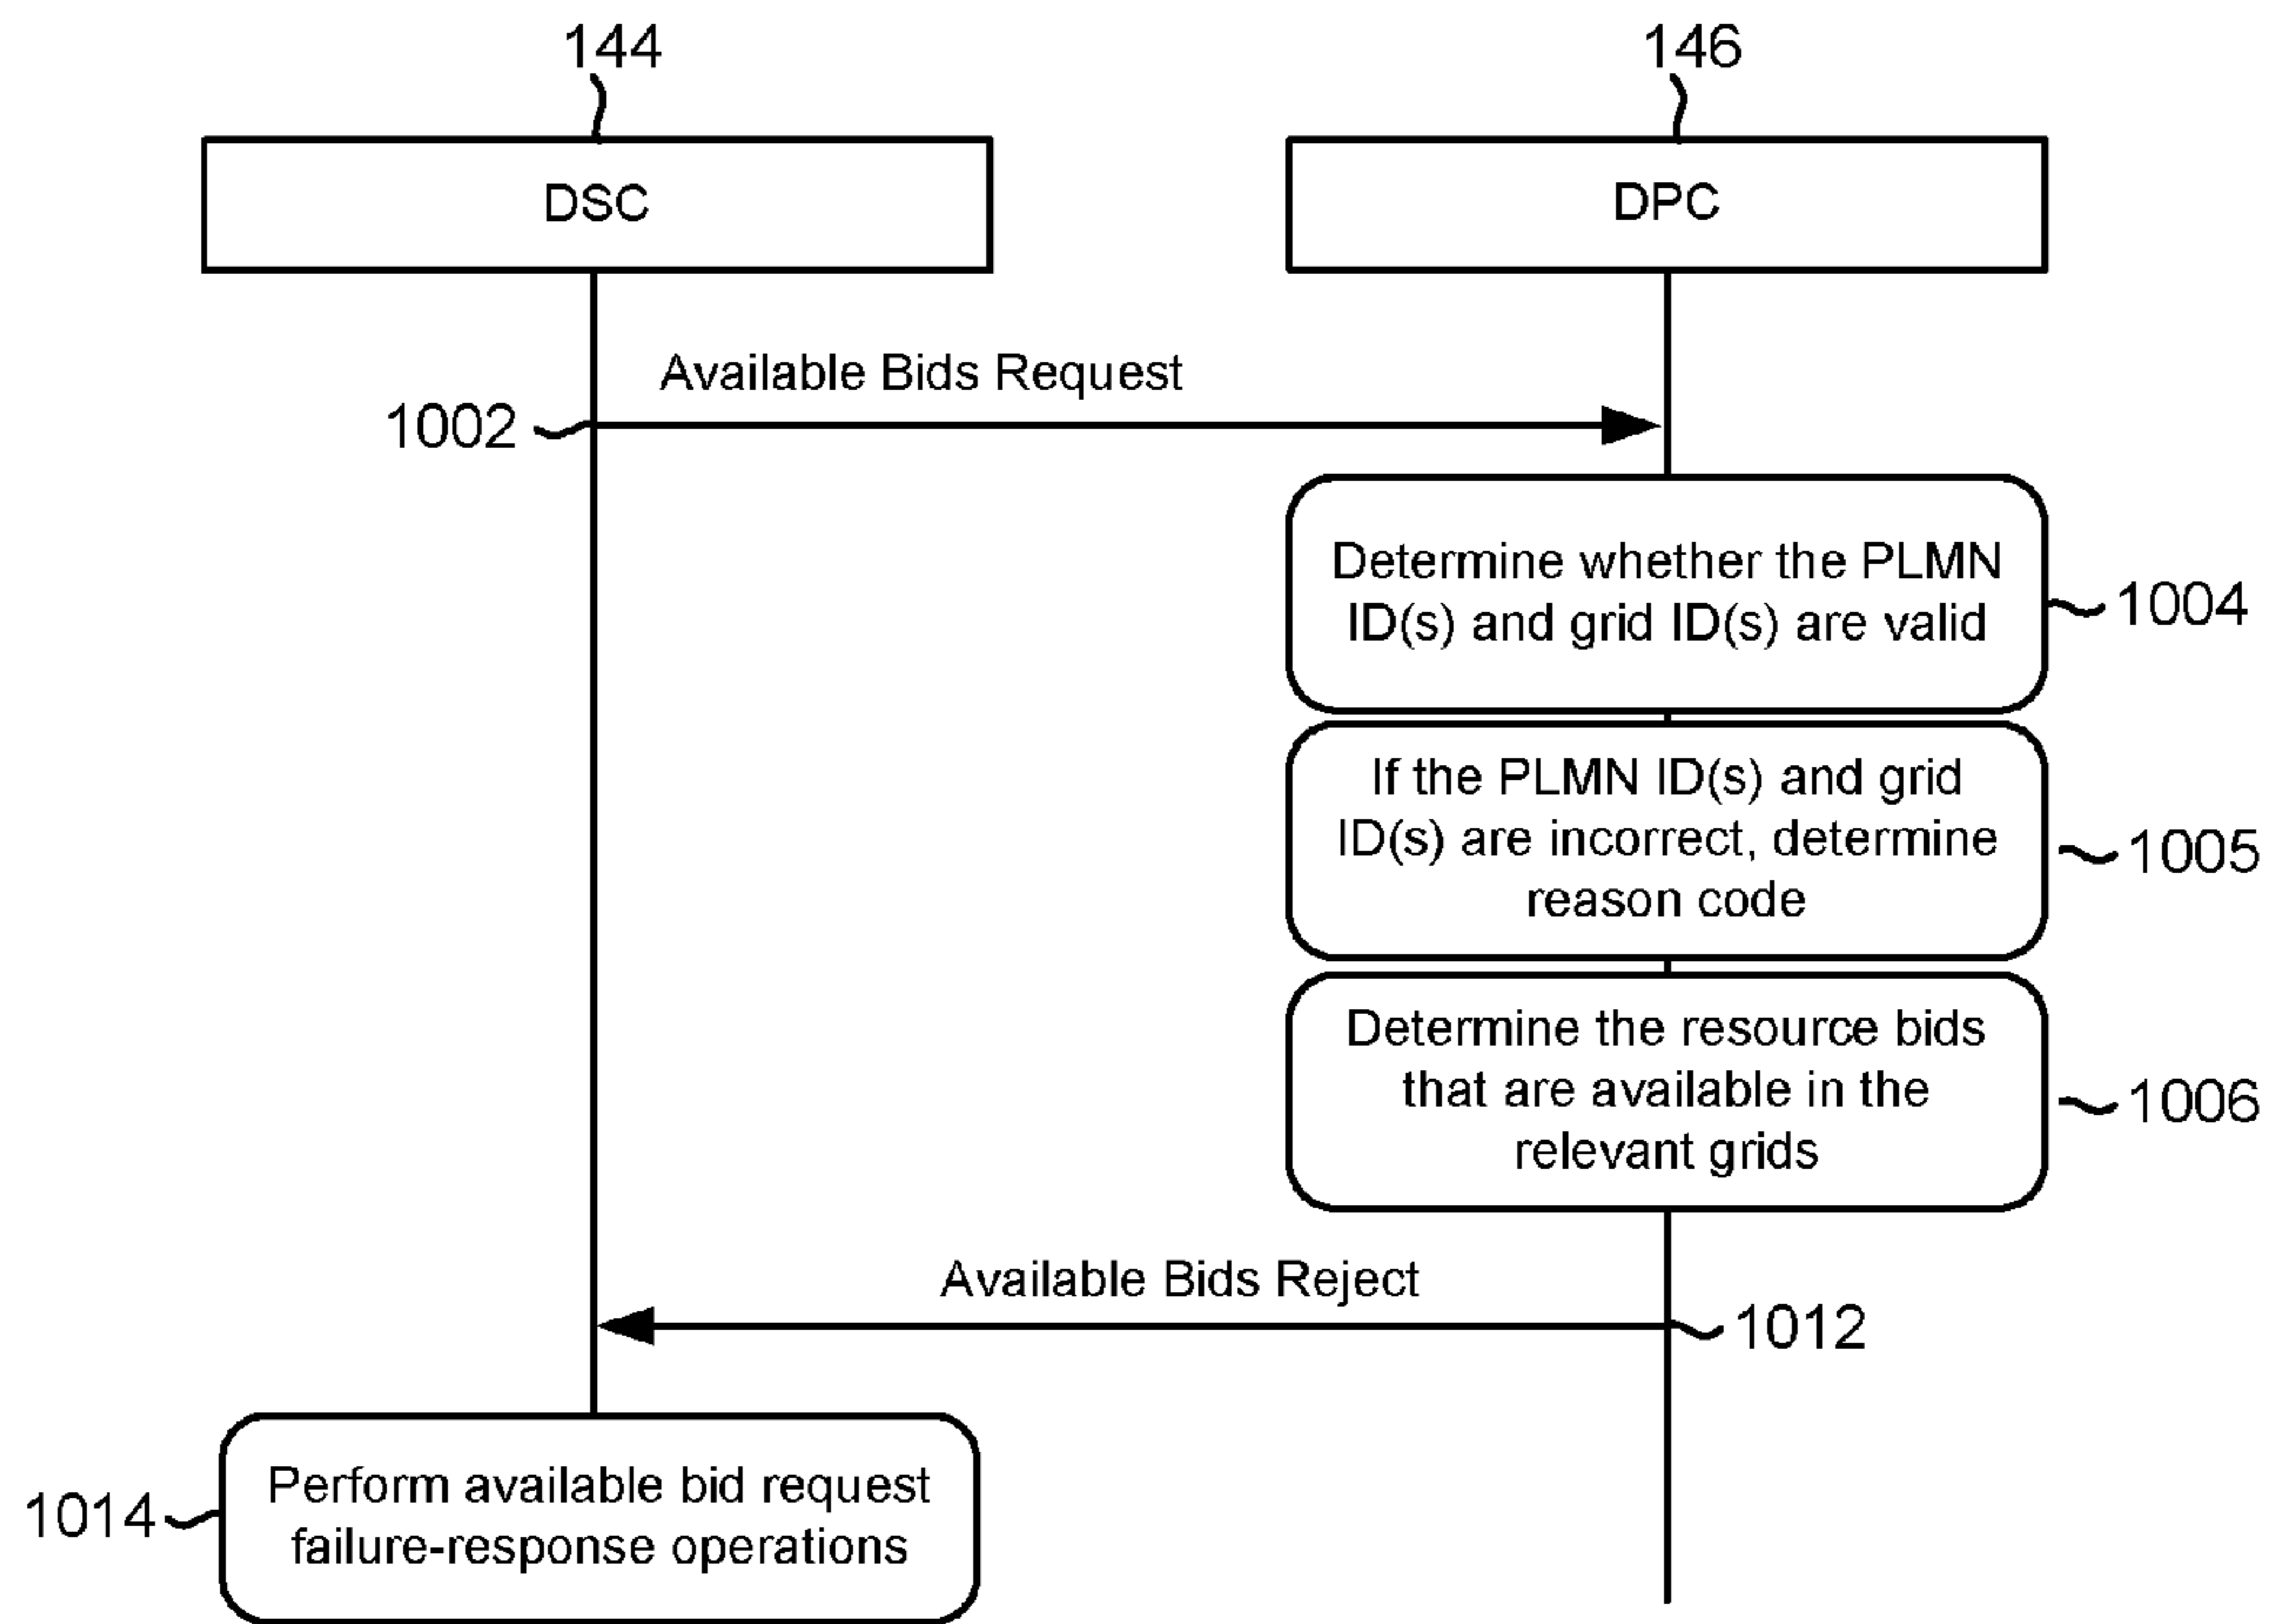 144
146
DSC
DPC
Available Bids Request
1002
Determine whether the PLMN
ID(s) and grid ID(s) are valid
1004
If the PLMN ID(s) and grid
ID(s) are incorrect, determine
reason code
1005
Determine the resource bids
that are available in the
relevant grids
1006
Available Bids Reject
1012
Perform available bid request
failure-response operations
1014